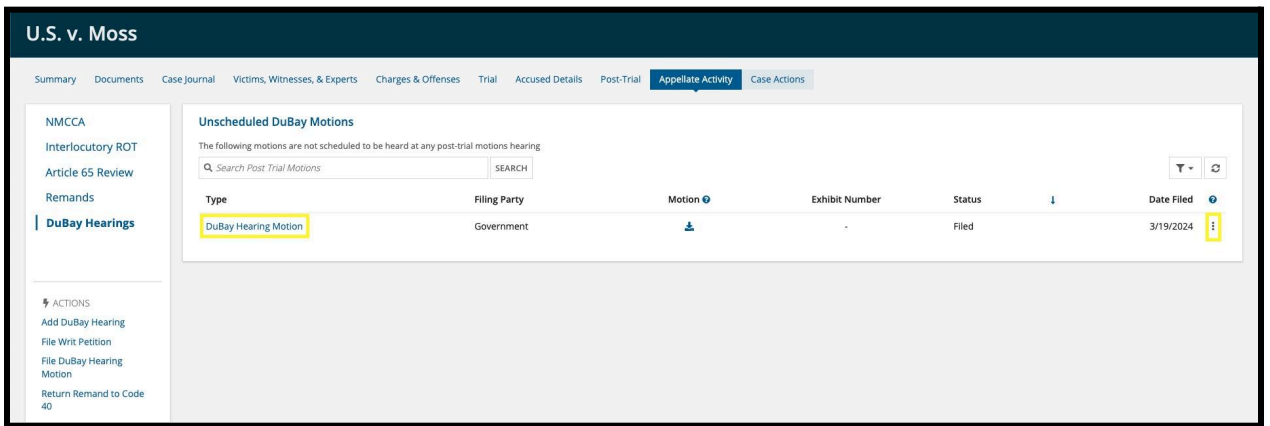 U.S. v. Moss
Summary Documents Case Journal Victims, Witnesses, & Experts Charges & Offenses Trial Accused Details Post-Trial Appellate Activity Case Actions
NMCCA
Interlocutory ROT
Article 65 Review
Remands
DuBay Hearings
ACTIONS
Add DuBay Hearing
File Writ Petition
File DuBay Hearing
Motion
Return Remand to Code
40
Unscheduled DuBay Motions
The following motions are not scheduled to be heard at any post-trial motions hearing
Search Post Trial Motions SEARCH
Type Filing Party Motion Exhibit Number Status Date Filed
DuBay Hearing Motion Government - Filed 3/19/2024